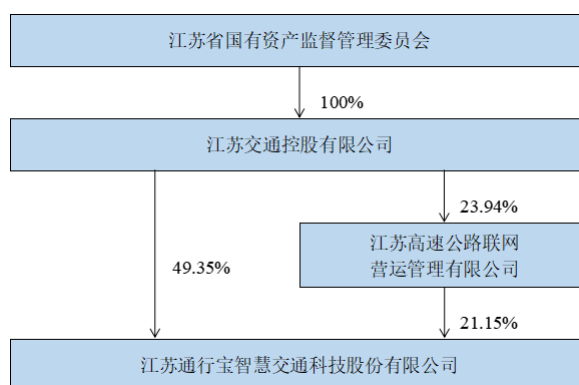 江苏省国有资产监督管理委员会
100%
江苏交通控股有限公司
23.94%
江苏高速公路联网
营运管理有限公司
49.35%
21.15%
江苏通行宝智慧交通科技股份有限公司